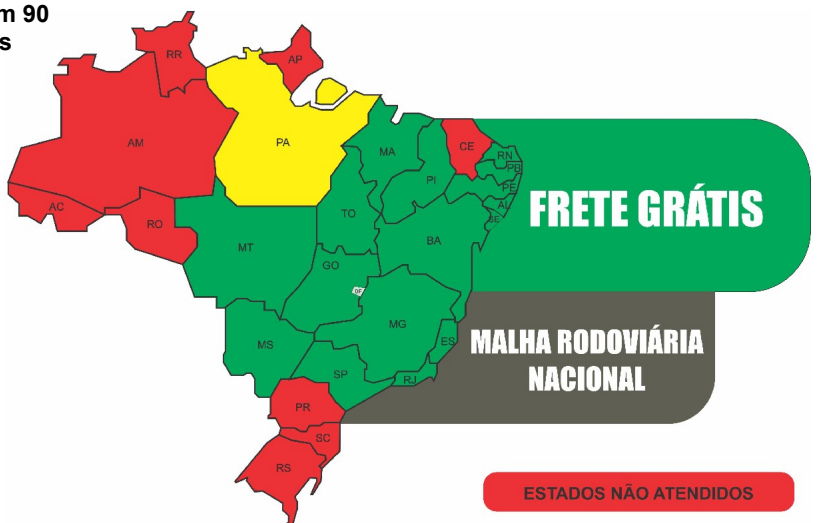 m 90
s
RR
AP
AM
PA
MA
CE
RN
PB
PI
PE
AL
SE
AC
RO
TO
BA
MT
GO
DF
MG
ES
MS
SP
RJ
PR
SC
RS
FRETE GRÁTIS
MALHA RODOVIÁRIA
NACIONAL
ESTADOS NÃO ATENDIDOS